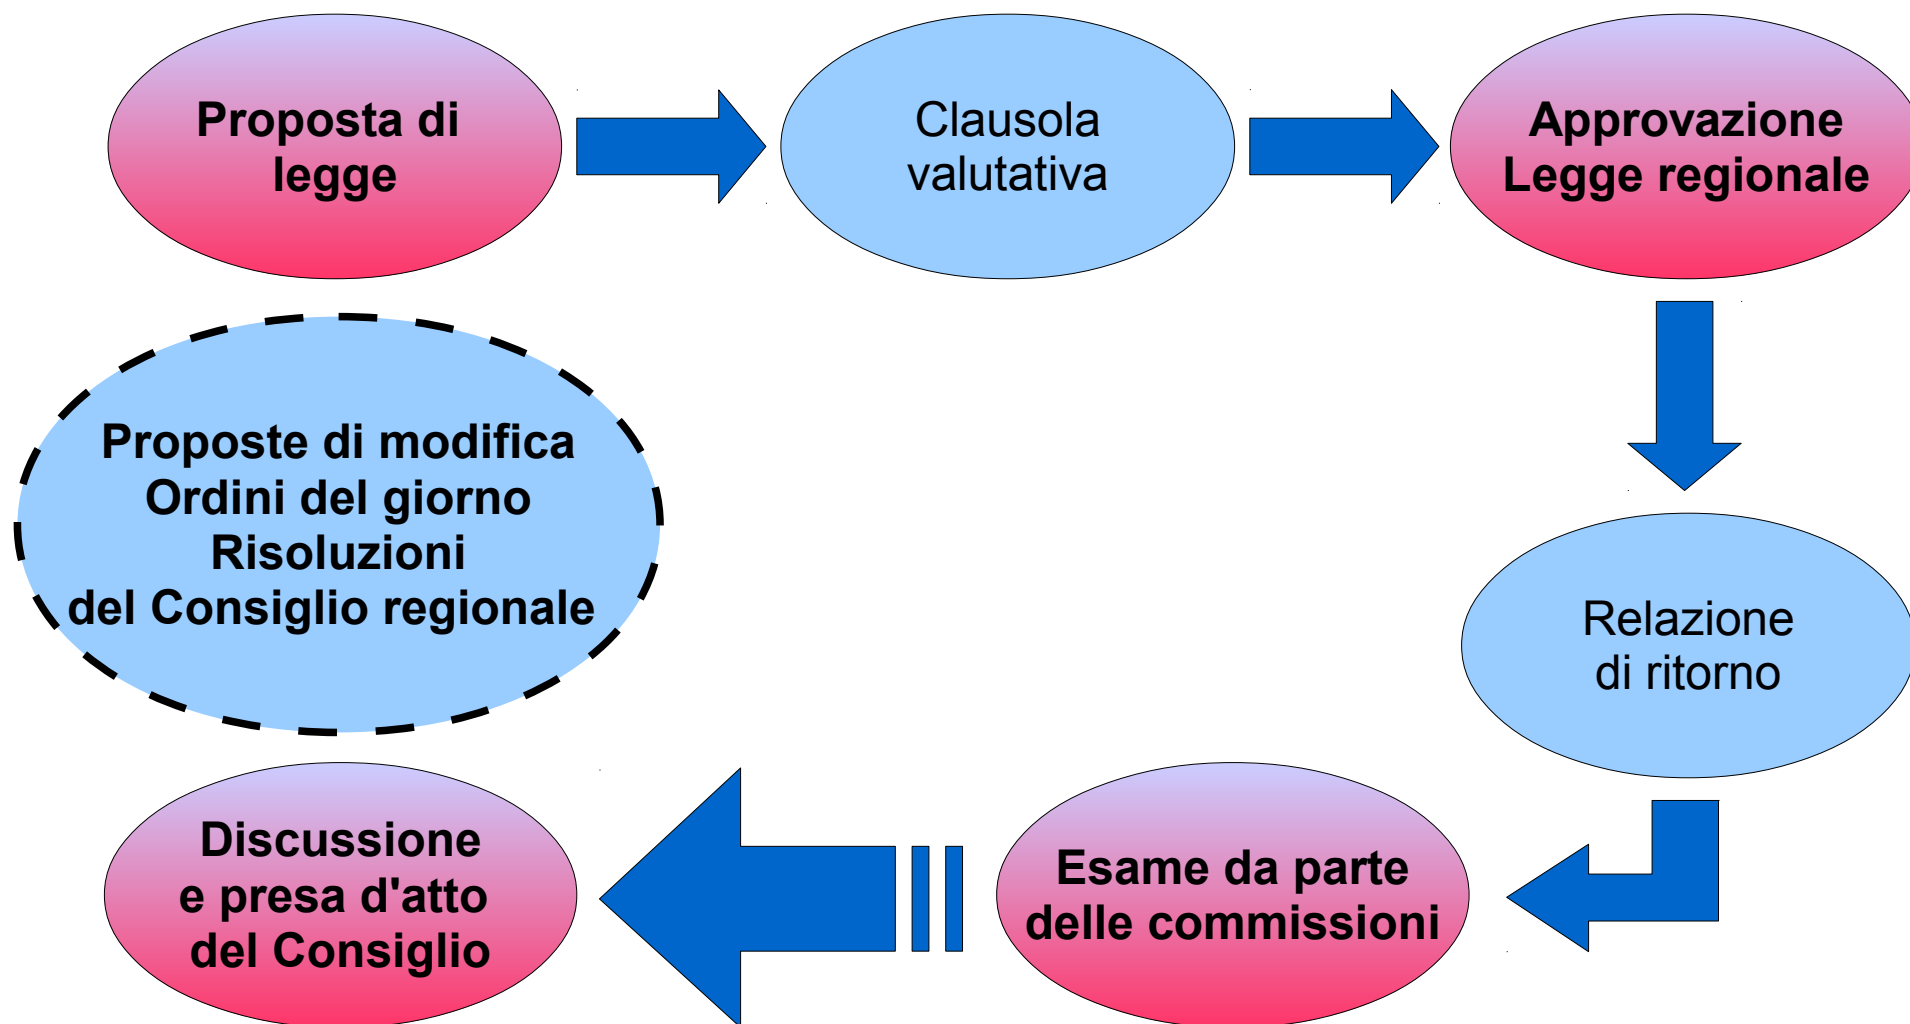 Proposta di
legge
Clausola
valutativa
Approvazione
Legge regionale
Proposte di modifica
Ordini del giorno
Risoluzioni
del Consiglio regionale
Relazione
di ritorno
Discussione
e presa d'atto
del Consiglio
Esame da parte
delle commissioni